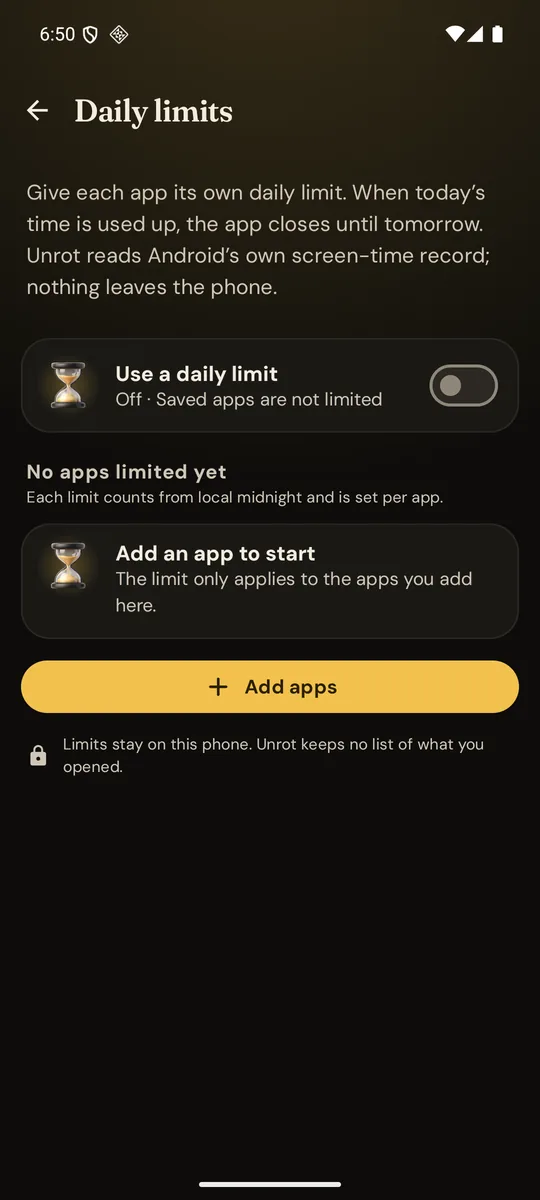 6:50
Daily limits
Give each app its own daily limit. When today’s
time is used up, the app closes until tomorrow.
Unrot reads Android’s own screen-time record;
nothing leaves the phone.
Use a daily limit
Off · Saved apps are not limited
No apps limited yet
Each limit counts from local midnight and is set per app.
Add an app to start
The limit only applies to the apps you add
here.
Add apps
Limits stay on this phone. Unrot keeps no list of what you
opened.